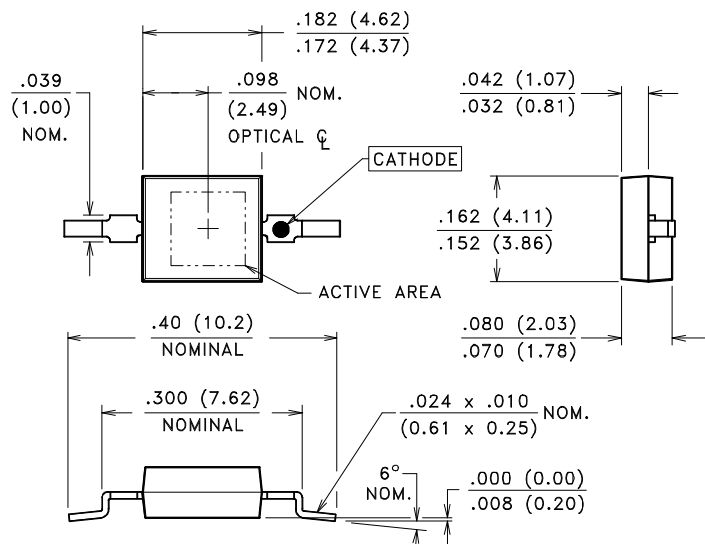 .182 (4.62)
.172 (4.37)
.039
(1.00)
NOM.
.098
(2.49)
NOM.
OPTICAL ℄
.042 (1.07)
.032 (0.81)
CATHODE
.162 (4.11)
.152 (3.86)
ACTIVE AREA
.40 (10.2)
NOMINAL
.080 (2.03)
.070 (1.78)
.300 (7.62)
NOMINAL
.024 x .010
(0.61 x 0.25)
NOM.
6°
NOM.
.000 (0.00)
.008 (0.20)